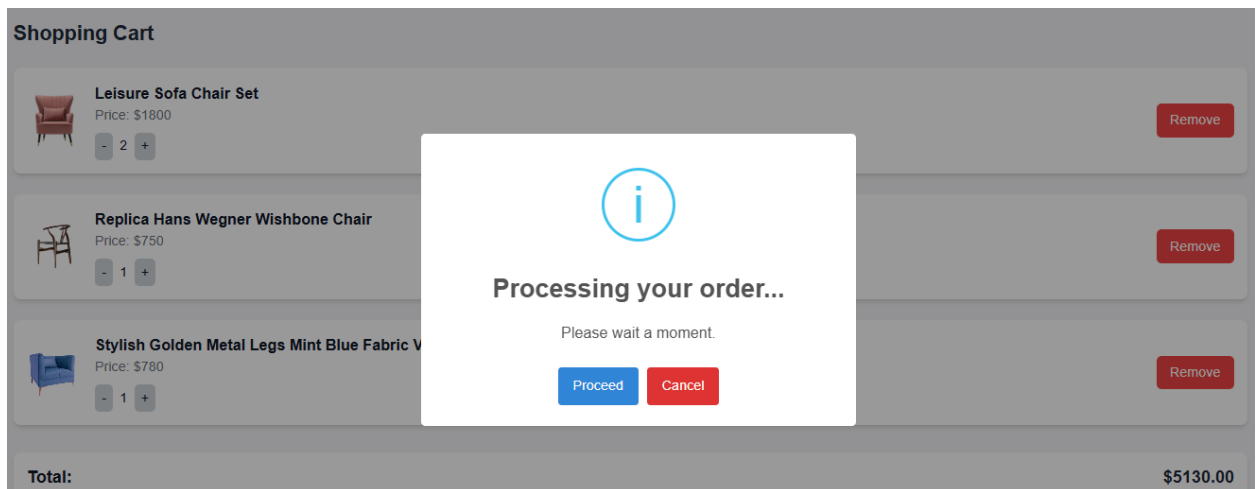 Shopping Cart
Leisure Sofa Chair Set
Price: $1800
- 2 +
Remove
Replica Hans Wegner Wishbone Chair
Price: $750
- 1 +
Remove
Stylish Golden Metal Legs Mint Blue Fabric
Price: $780
- 1 +
Remove
i
Processing your order...
Please wait a moment.
Proceed
Cancel
Total:
$5130.00